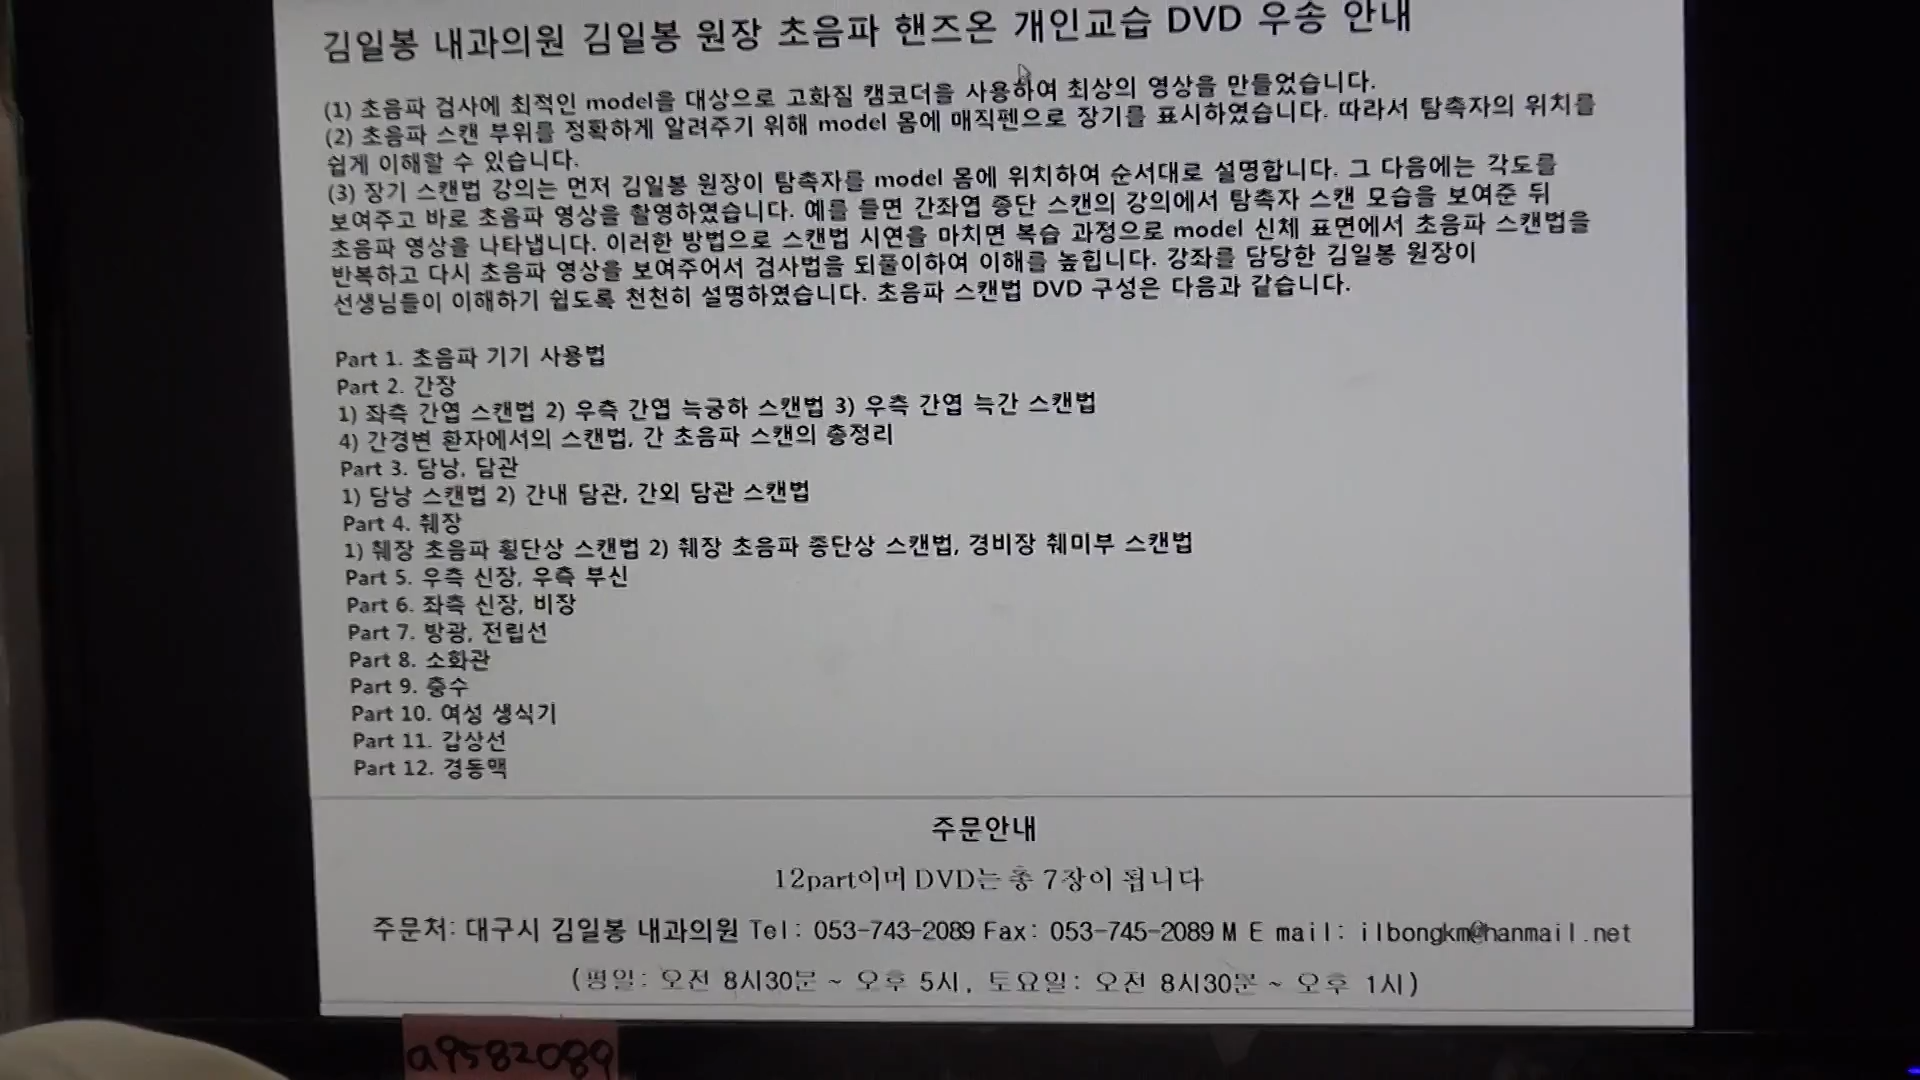 김일봉 내과의원 김일봉 원장 초음파 핸즈온 개인교습 DVD 우송 안내
(1) 초음파 검사에 최적인 model을 대상으로 고화질 캠코더을 사용하여 최상의 영상을 만들었습니다.
(2) 초음파 스캔 부위를 정확하게 알려주기 위해 model 몸에 매직펜으로 장기를 표시하였습니다. 따라서 탐촉자의 위치를
쉽게 이해할 수 있습니다.
(3) 장기 스캔법 강의는 먼저 김일봉 원장이 탐촉자를 model 몸에 위치하여 순서대로 설명합니다. 그 다음에는 각도를
보여주고 바로 초음파 영상을 촬영하였습니다. 예를 들면 간좌엽 종단 스캔의 강의에서 탐촉자 스캔 모습을 보여준 뒤
초음파 영상을 나타냅니다. 이러한 방법으로 스캔법 시연을 마치면 복습 과정으로 model 신체 표면에서 초음파 스캔법을
반복하고 다시 초음파 영상을 보여주어서 검사법을 되풀이하여 이해를 높힙니다. 강좌를 담당한 김일봉 원장이
선생님들이 이해하기 쉽도록 천천히 설명하였습니다. 초음파 스캔법 DVD 구성은 다음과 같습니다.
Part 1. 초음파 기기 사용법
Part 2. 간장
1) 좌측 간엽 스캔법 2) 우측 간엽 늑궁하 스캔법 3) 우측 간엽 늑간 스캔법
4) 간경변 환자에서의 스캔법, 간 초음파 스캔의 총정리
Part 3. 담낭, 담관
1) 담낭 스캔법 2) 간내 담관, 간외 담관 스캔법
Part 4. 췌장
1) 췌장 초음파 횡단상 스캔법 2) 췌장 초음파 종단상 스캔법, 경비장 췌미부 스캔법
Part 5. 우측 신장, 우측 부신
Part 6. 좌측 신장, 비장
Part 7. 방광, 전립선
Part 8. 소화관
Part 9. 충수
Part 10. 여성 생식기
Part 11. 갑상선
Part 12. 경동맥
주문안내
12part이며 DVD는 총 7장이 됩니다
주문처: 대구시 김일봉 내과의원 Tel: 053-743-2089 Fax: 053-745-2089 M E mail: ilbongkm@hanmail.net
(평일: 오전 8시30분 ~ 오후 5시, 토요일: 오전 8시30분 ~ 오후 1시)
a9582089